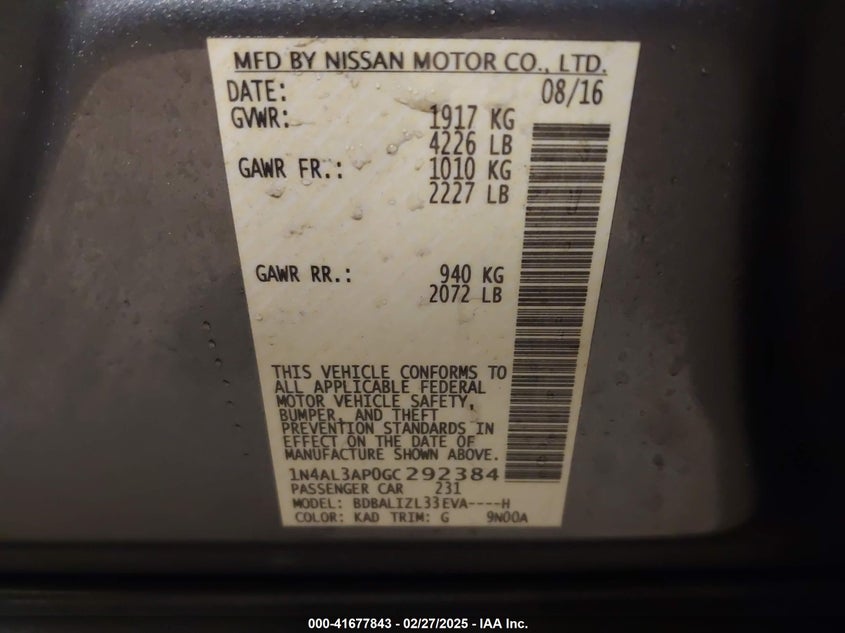 MFD BY NISSAN MOTOR CO., LTD.
DATE: 08/16
GVWR: 1917 KG
4226 LB
GAWR FR.: 1010 KG
2227 LB
GAWR RR.: 940 KG
2072 LB
THIS VEHICLE CONFORMS TO
ALL APPLICABLE FEDERAL
MOTOR VEHICLE SAFETY,
BUMPER, AND THEFT
PREVENTION STANDARDS IN
EFFECT ON THE DATE OF
MANUFACTURE SHOWN ABOVE.
1N4AL3AP0GC292384
PASSENGER CAR 231
MODEL: BDBALIZL33EVA----H
COLOR: KAD TRIM: G 9N00A
000-41677843 - 02/27/2025 - IAA Inc.